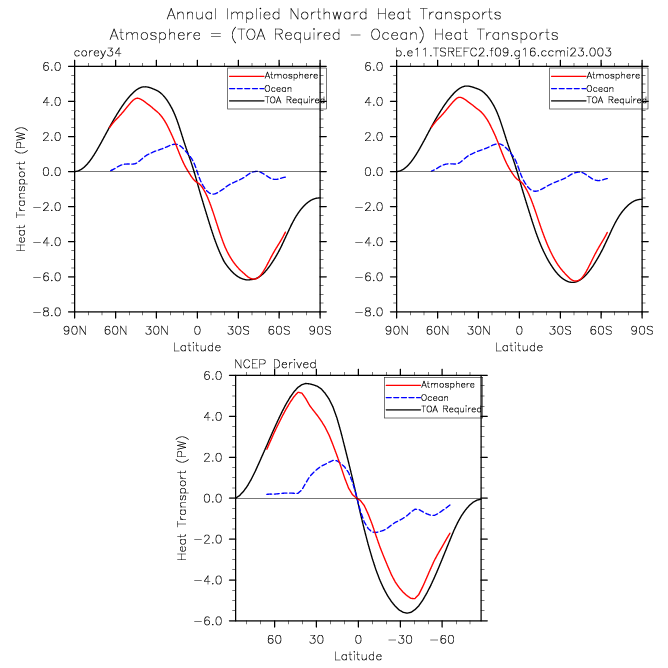 Annual Implied Northward Heat Transports
Atmosphere = (TOA Required − Ocean) Heat Transports
carey34
6.0
4.0
2.0
0.0
−2.0
−4.0
−6.0
−8.0
Heat Transport (PW)
Atmosphere
Ocean
TOA Required
90N 60N 30N 0 30S 60S 90S
Latitude
b.e11.TSREFC2.f09.g16.ccmi23.003
6.0
4.0
2.0
0.0
−2.0
−4.0
−6.0
−8.0
Atmosphere
Ocean
TOA Required
90N 60N 30N 0 30S 60S 90S
Latitude
NCEP Derived
6.0
4.0
2.0
0.0
−2.0
−4.0
−6.0
Heat Transport (PW)
Atmosphere
Ocean
TOA Required
60 30 0 −30 −60
Latitude